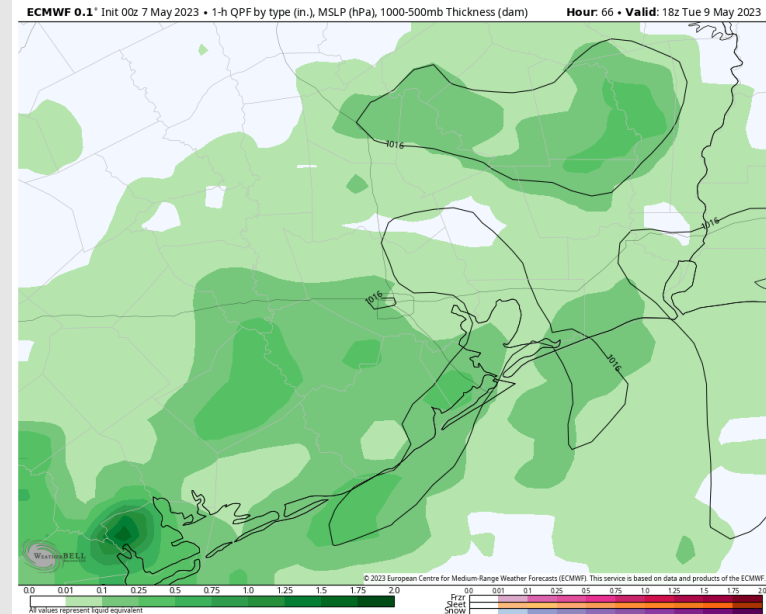 ECMWF 0.1° Init 00z 7 May 2023 • 1-h QPF by type (in.), MSLP (hPa), 1000-500mb Thickness (dam)
Hour: 66 • Valid: 18z Tue 9 May 2023
1016
1016
1016
1016
WEATHERBELL
© 2023 European Centre for Medium-Range Weather Forecasts (ECMWF). This service is based on data and products of the ECMWF.
0.0 0.01 0.1 0.25 0.5 0.75 1.0 1.25 1.5 1.75 2.0
All values represent liquid equivalent
0.0 0.01 0.1 0.25 0.5 0.75 1.0 1.25 1.5 1.75 2.0
Frzr
Sleet
Snow